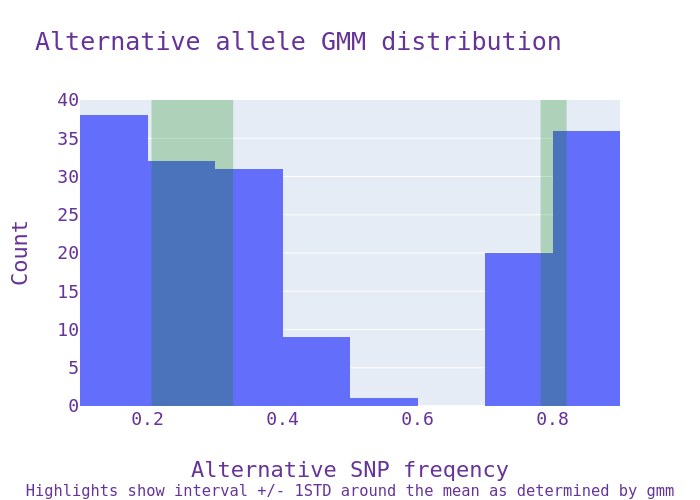 Alternative allele GMM distribution
40
35
30
25
20
15
10
5
0
Count
0.2 0.4 0.6 0.8
Alternative SNP freqency
Highlights show interval +/- 1STD around the mean as determined by gmm